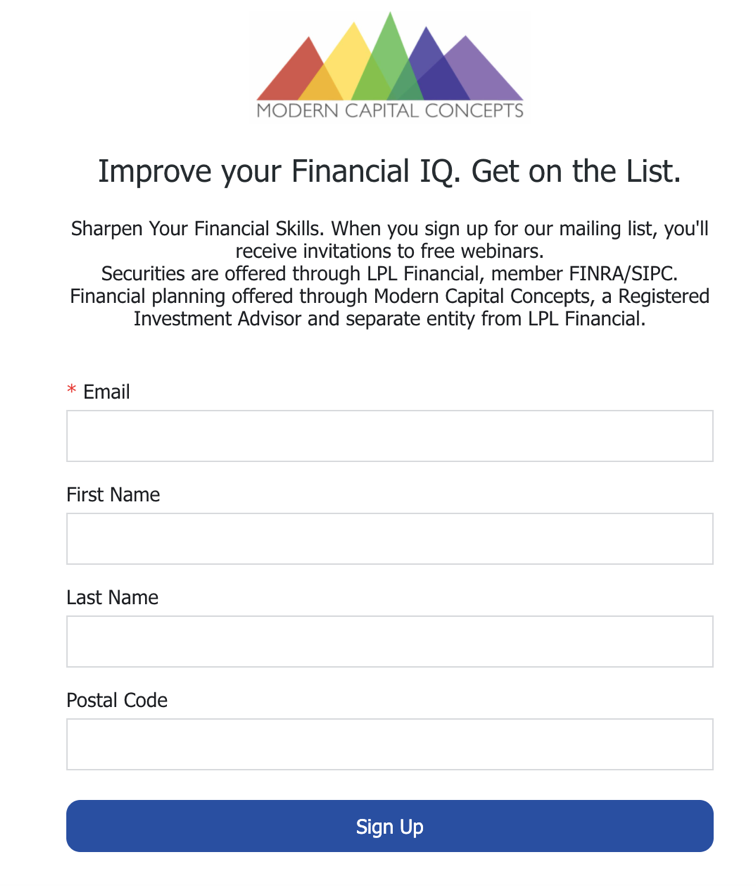 MODERN CAPITAL CONCEPTS
Improve your Financial IQ. Get on the List.
Sharpen Your Financial Skills. When you sign up for our mailing list, you'll
receive invitations to free webinars.
Securities are offered through LPL Financial, member FINRA/SIPC.
Financial planning offered through Modern Capital Concepts, a Registered
Investment Advisor and separate entity from LPL Financial.
* Email
First Name
Last Name
Postal Code
Sign Up